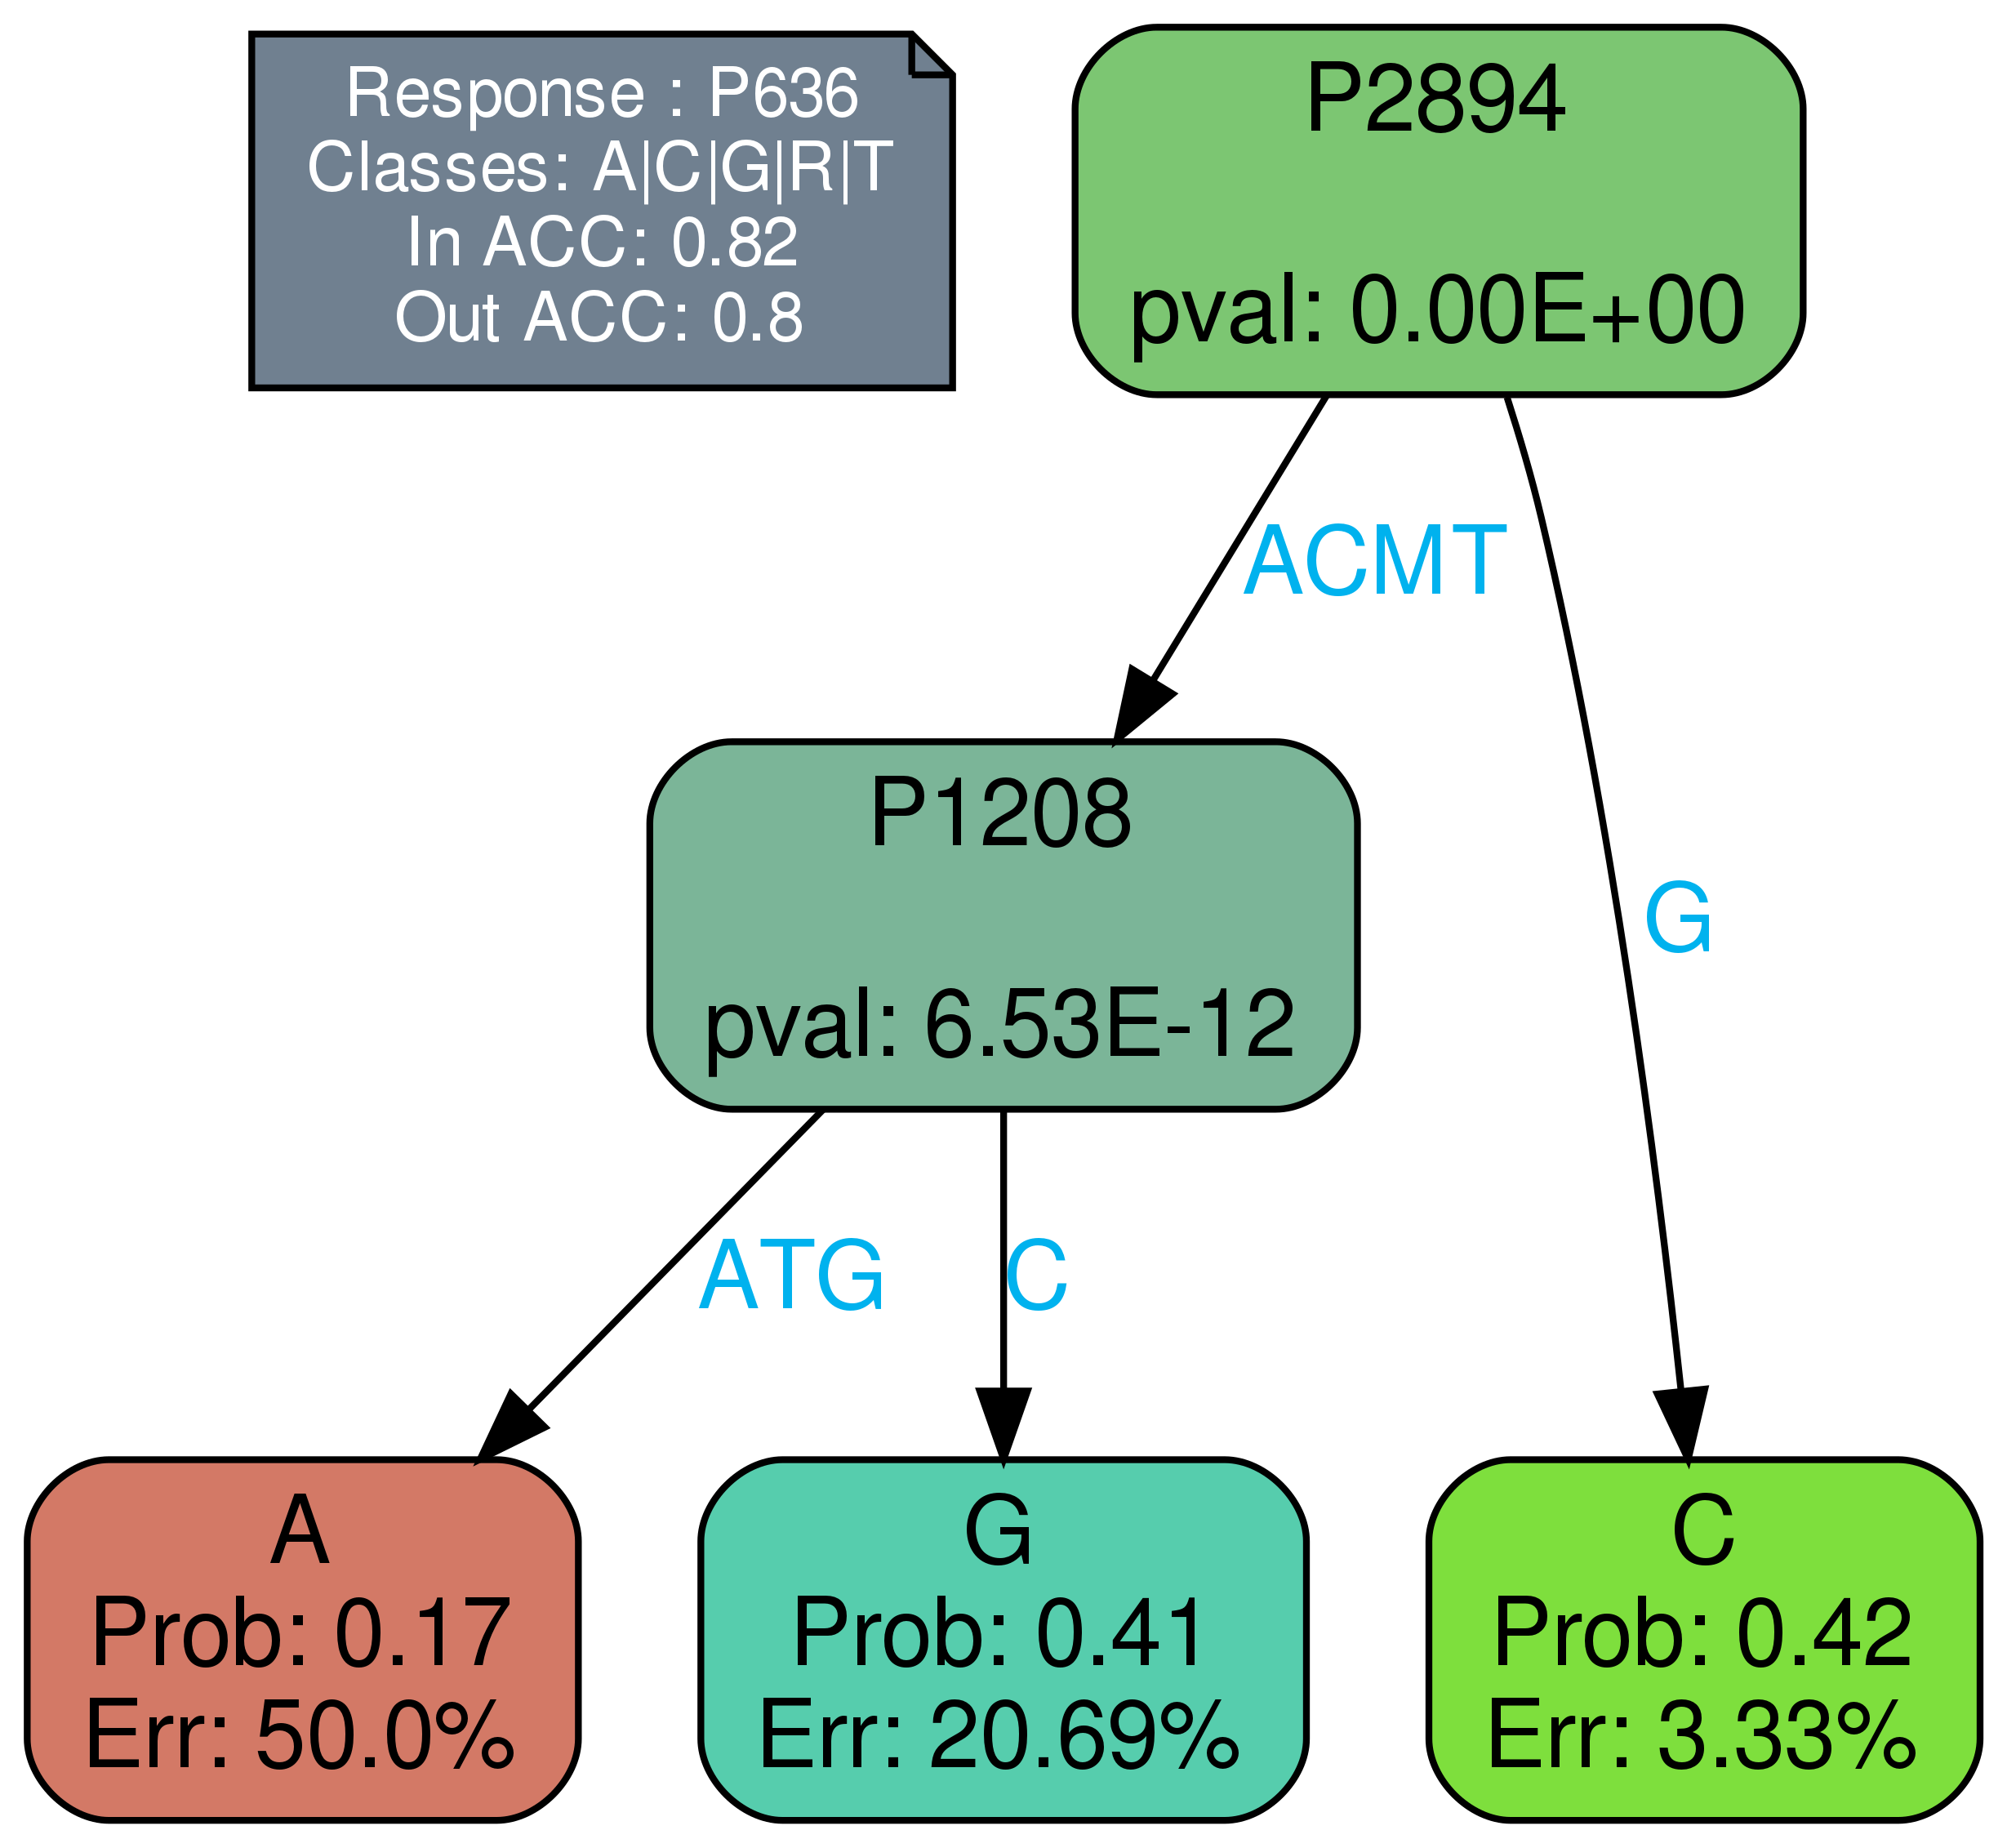 Response : P636
Classes: A|C|G|R|T
In ACC: 0.82
Out ACC: 0.8
P2894
pval: 0.00E+00
ACMT
G
P1208
pval: 6.53E-12
ATG
C
A
Prob: 0.17
Err: 50.0%
G
Prob: 0.41
Err: 20.69%
C
Prob: 0.42
Err: 3.33%